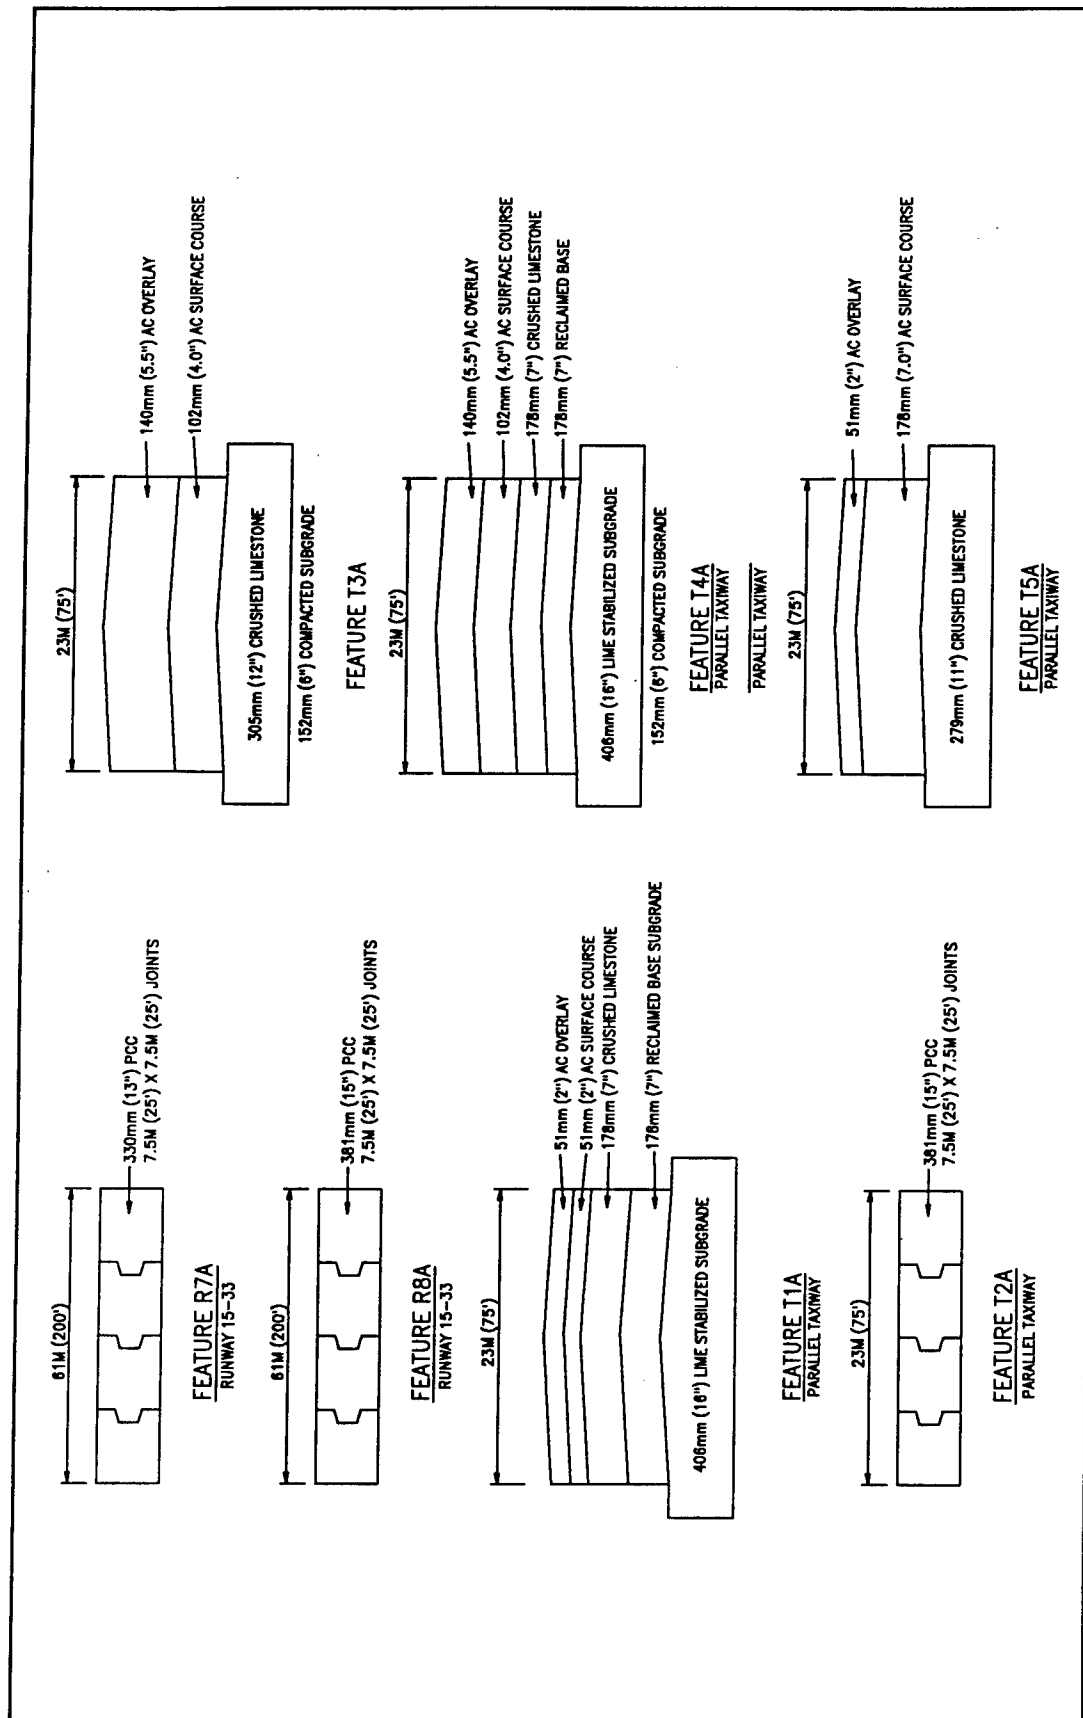 61M (200')
330mm (13") PCC
7.5M (25') X 7.5M (25') JOINTS
FEATURE R7A
RUNWAY 15-33
61M (200')
381mm (15") PCC
7.5M (25') X 7.5M (25') JOINTS
FEATURE R8A
RUNWAY 15-33
23M (75')
51mm (2") AC OVERLAY
51mm (2") AC SURFACE COURSE
178mm (7") CRUSHED LIMESTONE
178mm (7") RECLAIMED BASE SUBGRADE
406mm (16") LIME STABILIZED SUBGRADE
FEATURE T1A
PARALLEL TAXIWAY
23M (75')
381mm (15") PCC
7.5M (25') X 7.5M (25') JOINTS
FEATURE T2A
PARALLEL TAXIWAY
23M (75')
140mm (5.5") AC OVERLAY
102mm (4.0") AC SURFACE COURSE
305mm (12") CRUSHED LIMESTONE
152mm (6") COMPACTED SUBGRADE
FEATURE T3A
23M (75')
140mm (5.5") AC OVERLAY
102mm (4.0") AC SURFACE COURSE
178mm (7") CRUSHED LIMESTONE
178mm (7") RECLAIMED BASE
406mm (16") LIME STABILIZED SUBGRADE
152mm (6") COMPACTED SUBGRADE
FEATURE T4A
PARALLEL TAXIWAY
PARALLEL TAXIWAY
23M (75')
51mm (2") AC OVERLAY
178mm (7.0") AC SURFACE COURSE
279mm (11") CRUSHED LIMESTONE
FEATURE T5A
PARALLEL TAXIWAY